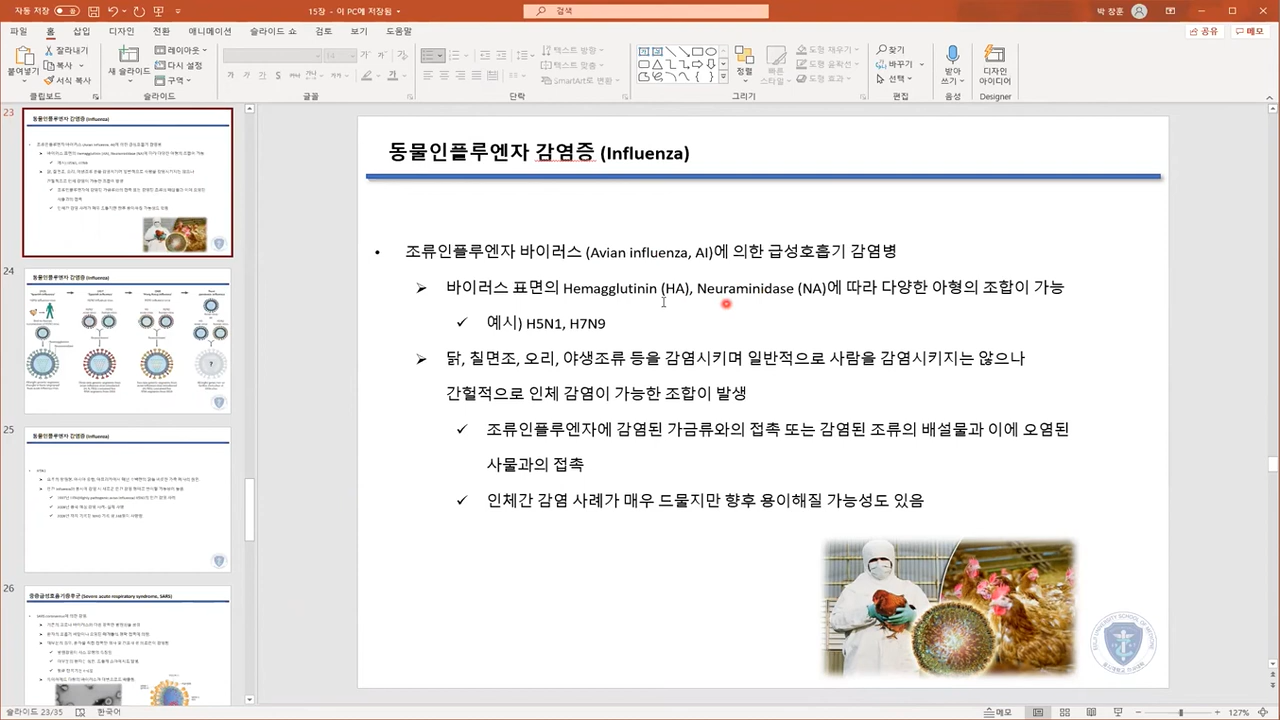 자동 저장 끔
15장 - 이 PC에 저장됨
검색
박 창훈
파일 홈 삽입 디자인 전환 애니메이션 슬라이드 쇼 검토 보기 도움말
공유 메모
붙여넣기
잘라내기
복사
서식 복사
새 슬라이드
레이아웃
다시 설정
구역
텍스트 방향
텍스트 맞춤
SmartArt로 변환
정렬
빠른 스타일
도형 채우기
도형 윤곽선
도형 효과
찾기
바꾸기
선택
받아쓰기
디자인 아이디어
클립보드 슬라이드 글꼴 단락 그리기 편집 음성 Designer
23
동물인플루엔자 감염증 (Influenza)
24
동물인플루엔자 감염증 (Influenza)
25
동물인플루엔자 감염증 (Influenza)
26
중증급성호흡기증후군 (Severe acute respiratory syndrome, SARS)
동물인플루엔자 감염증 (Influenza)
• 조류인플루엔자 바이러스 (Avian influenza, AI)에 의한 급성호흡기 감염병
➢ 바이러스 표면의 Hemagglutinin (HA), Neuraminidase (NA)에 따라 다양한 아형의 조합이 가능
✓ 예시) H5N1, H7N9
➢ 닭, 칠면조, 오리, 야생조류 등을 감염시키며 일반적으로 사람을 감염시키지는 않으나
간헐적으로 인체 감염이 가능한 조합이 발생
✓ 조류인플루엔자에 감염된 가금류와의 접촉 또는 감염된 조류의 배설물과 이에 오염된
사물과의 접촉
✓ 인체간 감염 사례가 매우 드물지만 향후 용이해질 가능성도 있음
슬라이드 23/35 한국어
메모
127%